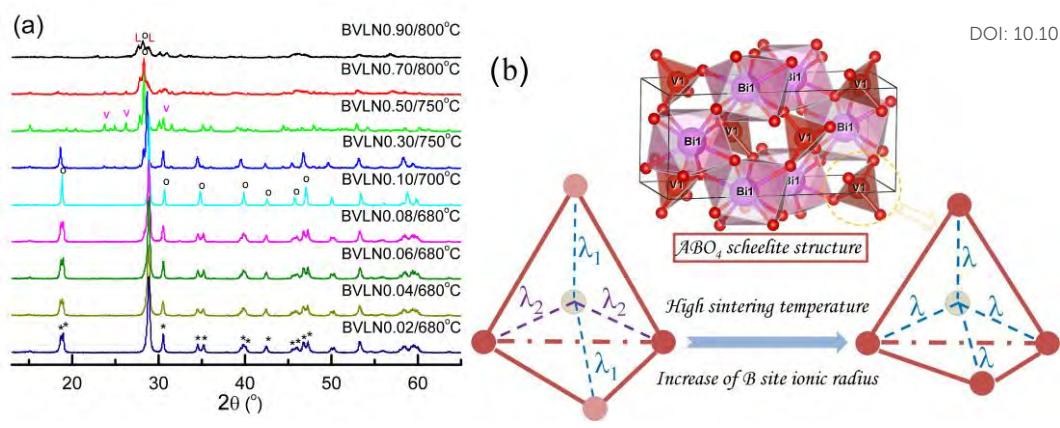 (a)
L o L
o
BVLN0.90/800°C
BVLN0.70/800°C
v v v
BVLN0.50/750°C
BVLN0.30/750°C
o o o o o o o
BVLN0.10/700°C
BVLN0.08/680°C
BVLN0.06/680°C
BVLN0.04/680°C
BVLN0.02/680°C
** * ** ** * ** **
20 30 40 50 60
2θ (°)
DOI: 10.10
(b)
V1 Bi1 V1
Bi1 V1 V1 Bi1
V1 Bi1 Bi1 V1
ABO₄ scheelite structure
λ₁
λ₂ λ₂
λ₁
High sintering temperature
Increase of B site ionic radius
λ
λ λ
λ